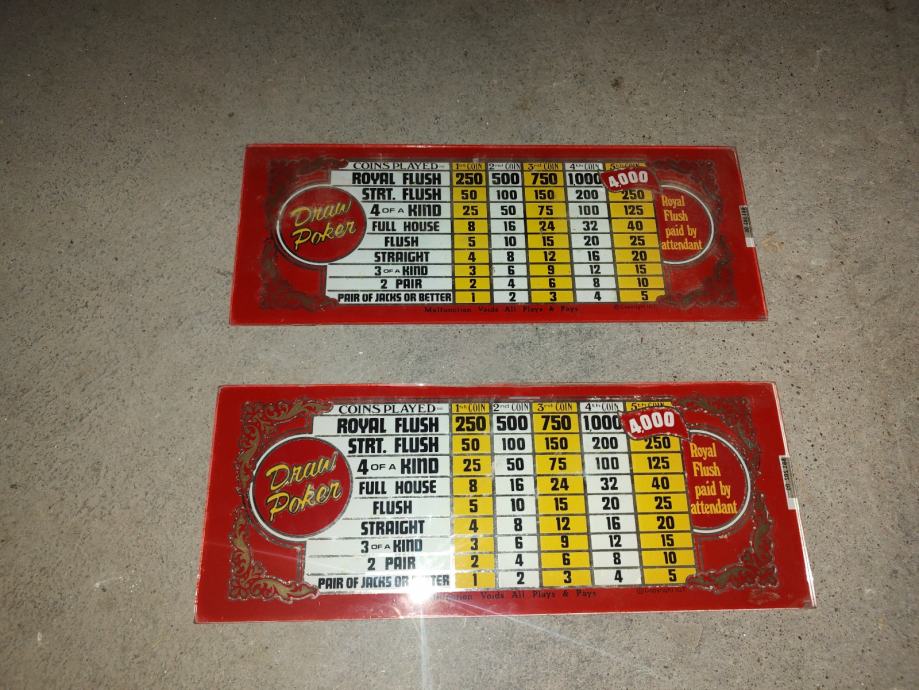 COINS PLAYED 1ST COIN 2ND COIN 3RD COIN 4TH COIN 5TH COIN
ROYAL FLUSH 250 500 750 1000 4,000
STRT. FLUSH 50 100 150 200 250
4 OF A KIND 25 50 75 100 125
FULL HOUSE 8 16 24 32 40
FLUSH 5 10 15 20 25
STRAIGHT 4 8 12 16 20
3 OF A KIND 3 6 9 12 15
2 PAIR 2 4 6 8 10
PAIR OF JACKS OR BETTER 1 2 3 4 5
Draw
Poker
Royal
Flush
paid by
attendant
Malfunction Voids All Plays & Pays
COINS PLAYED 1ST COIN 2ND COIN 3RD COIN 4TH COIN 5TH COIN
ROYAL FLUSH 250 500 750 1000 4,000
STRT. FLUSH 50 100 150 200 250
4 OF A KIND 25 50 75 100 125
FULL HOUSE 8 16 24 32 40
FLUSH 5 10 15 20 25
STRAIGHT 4 8 12 16 20
3 OF A KIND 3 6 9 12 15
2 PAIR 2 4 6 8 10
PAIR OF JACKS OR BETTER 1 2 3 4 5
Draw
Poker
Royal
Flush
paid by
attendant
Voids All Plays & Pays